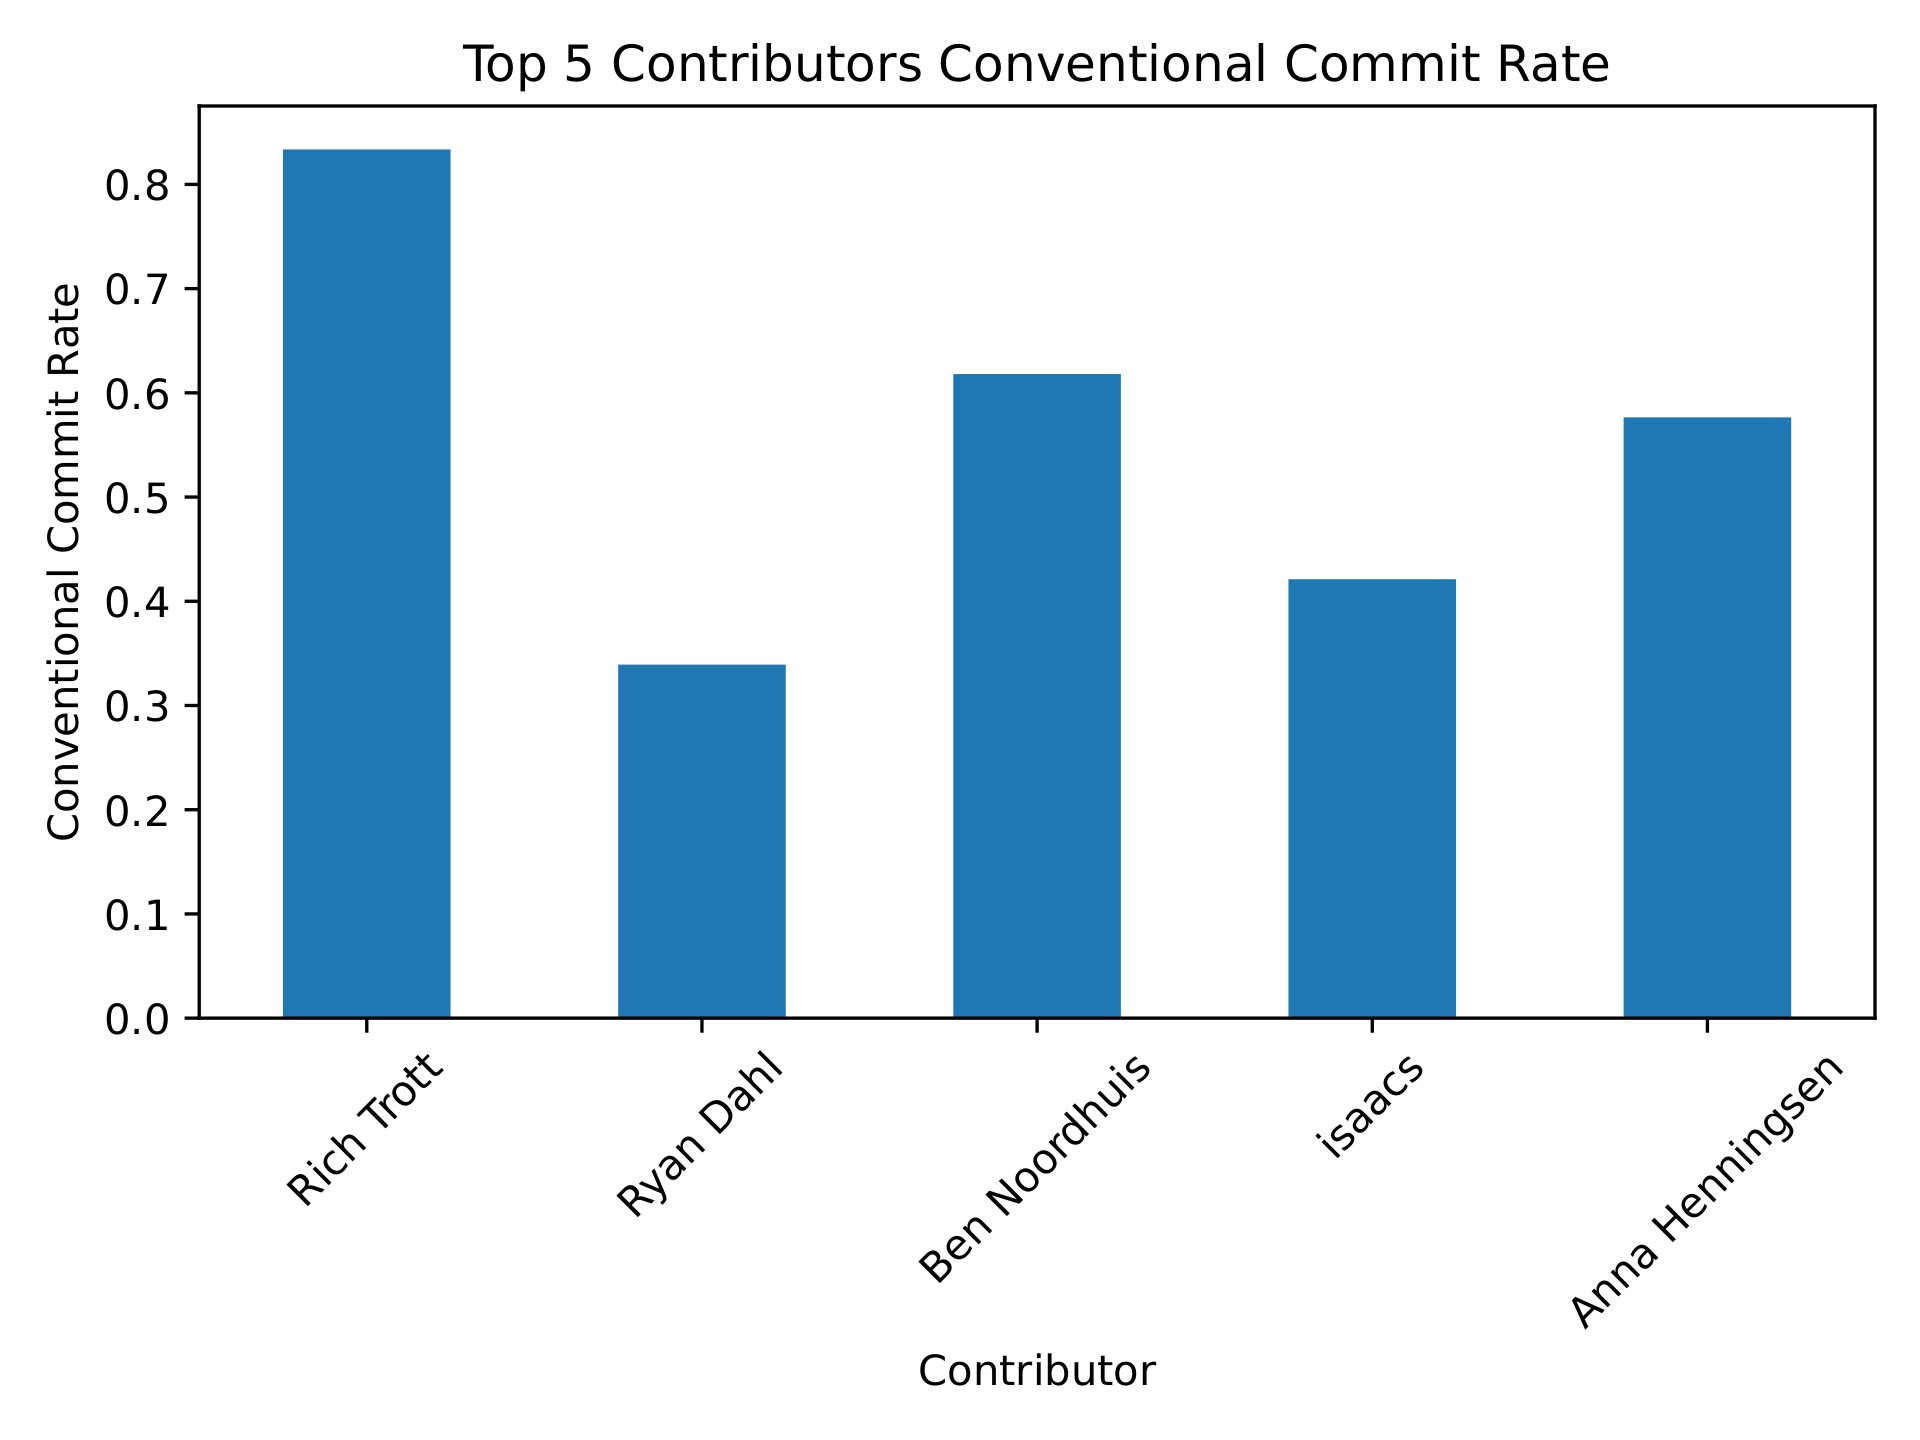 Top 5 Contributors Conventional Commit Rate
Conventional Commit Rate
0.8
0.7
0.6
0.5
0.4
0.3
0.2
0.1
0.0
Rich Trott
Ryan Dahl
Ben Noordhuis
isaacs
Anna Henningsen
Contributor